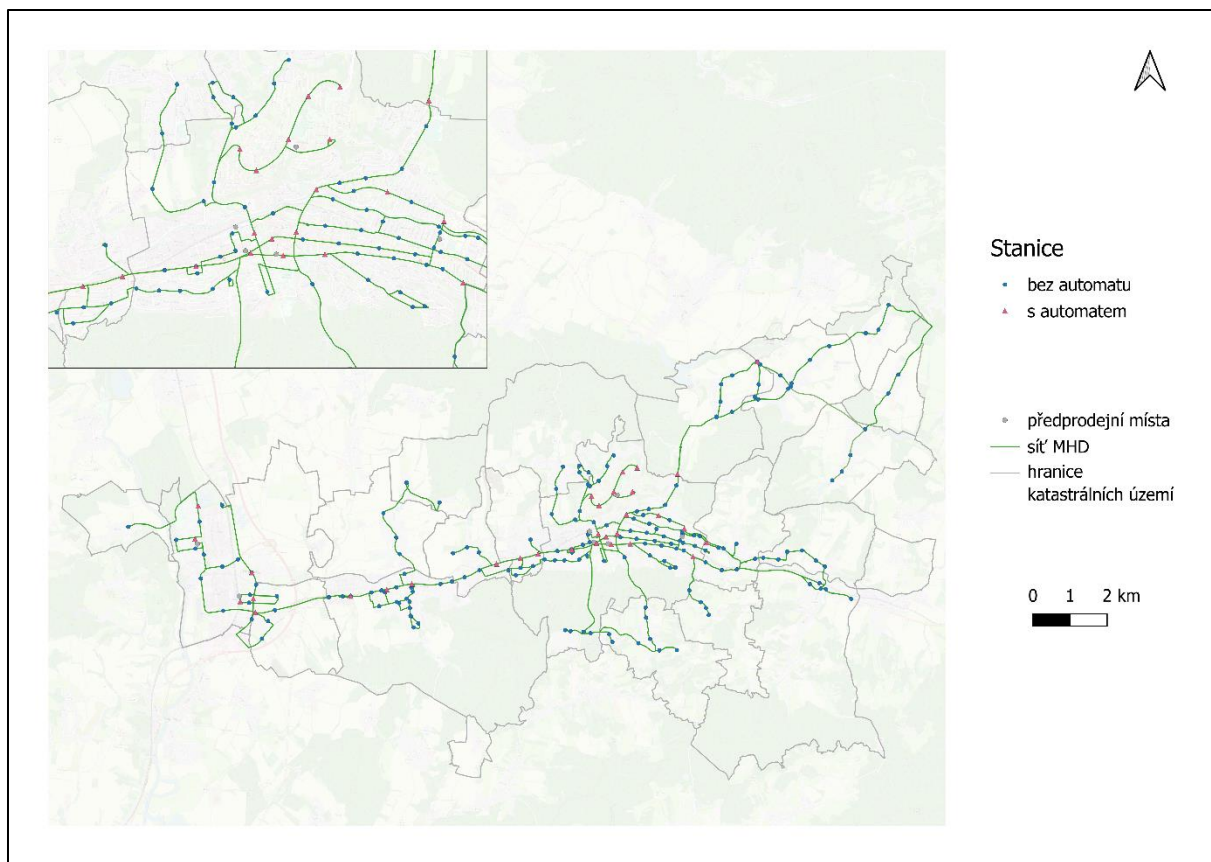 Stanice
bez automatu
s automatem
předprodejní místa
síť MHD
hranice
katastrálních území
0 1 2 km